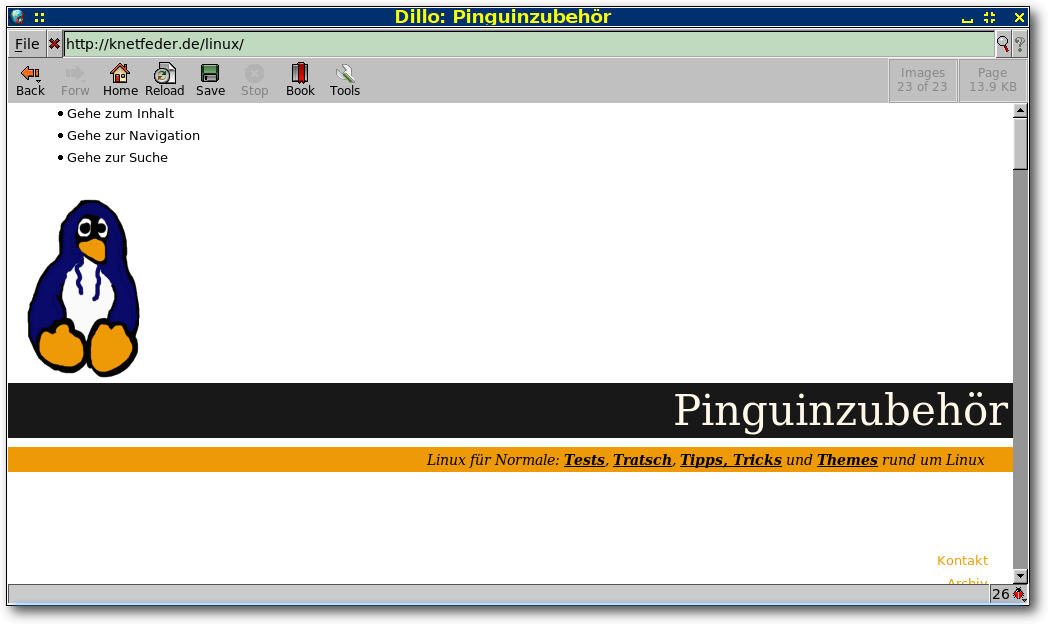 Dillo: Pinguinzubehör
File
http://knetfeder.de/linux/
?
Back Forw Home Reload Save Stop Book Tools
Images
23 of 23
Page
13.9 KB
Gehe zum Inhalt
Gehe zur Navigation
Gehe zur Suche
Pinguinzubehör
Linux für Normale: Tests, Tratsch, Tipps, Tricks und Themes rund um Linux
Kontakt
Archiv
26